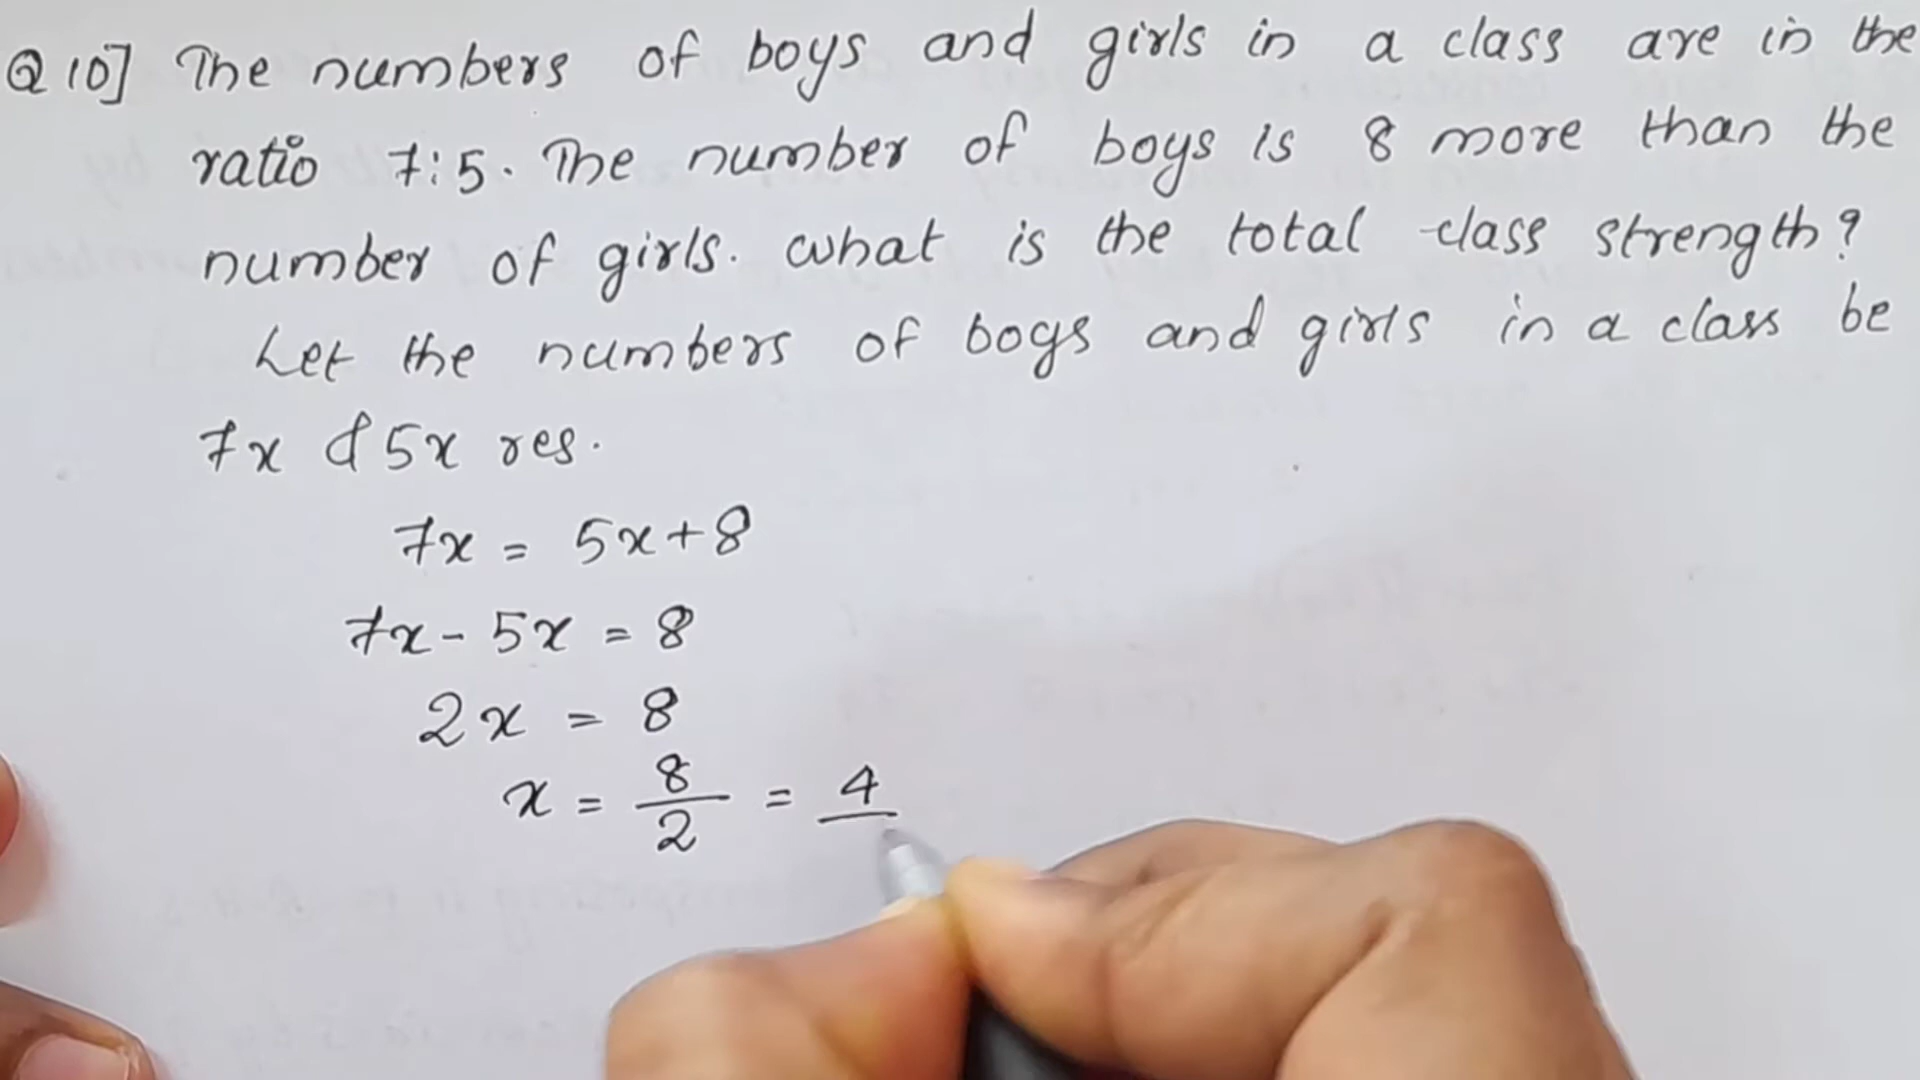 Q 10] The numbers of boys and girls in a class are in the
ratio 7:5. The number of boys is 8 more than the
number of girls. what is the total class strength?
Let the numbers of boys and girls in a class be
7x & 5x res.
7x = 5x+8
7x - 5x = 8
2x = 8
x = 8/2 = 4